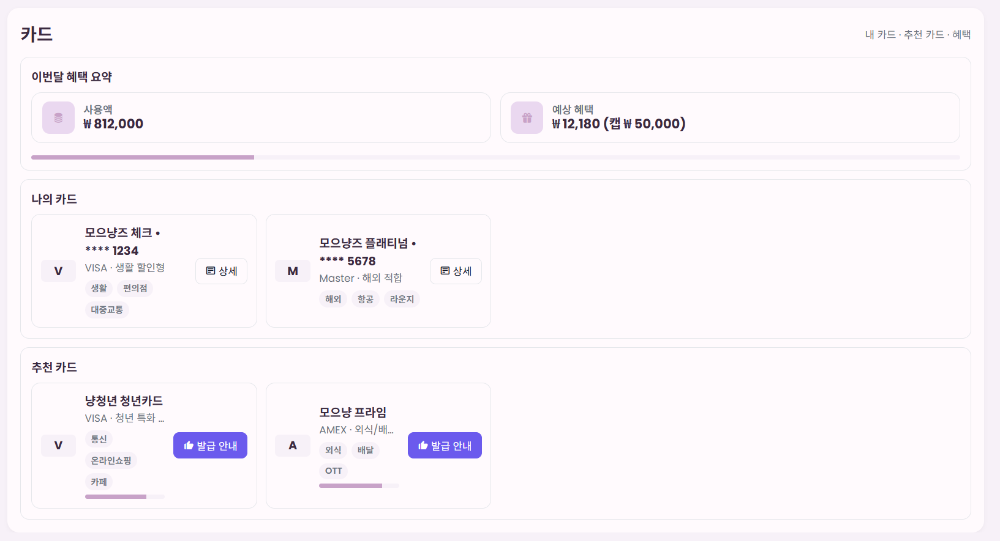 카드
내 카드 · 추천 카드 · 혜택
이번달 혜택 요약
사용액
₩ 812,000
예상 혜택
₩ 12,180 (캡 ₩ 50,000)
나의 카드
V
모으냥즈 체크 •
**** 1234
VISA · 생활 할인형
생활 편의점
대중교통
상세
M
모으냥즈 플래티넘 •
**** 5678
Master · 해외 적합
해외 항공 라운지
상세
추천 카드
V
냥청년 청년카드
VISA · 청년 특화 ...
통신
온라인쇼핑
카페
발급 안내
A
모으냥 프라임
AMEX · 외식/배...
외식 배달
OTT
발급 안내